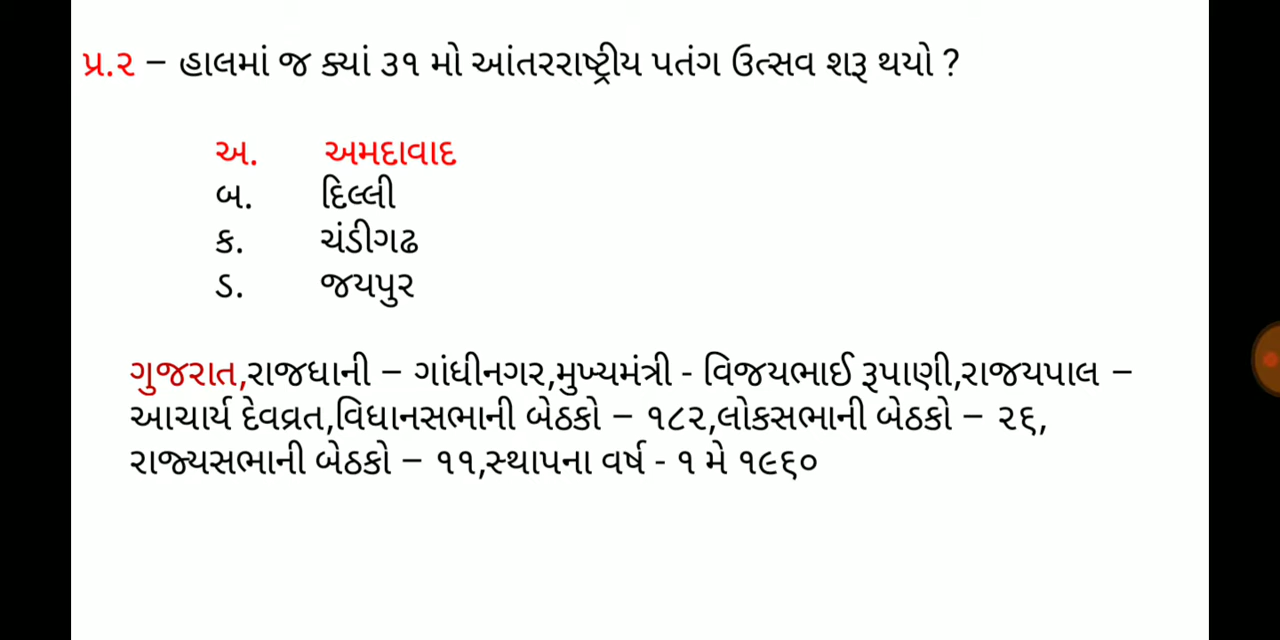 પ્ર.૨ – હાલમાં જ ક્યાં ૩૧ મો આંતરરાષ્ટ્રીય પતંગ ઉત્સવ શરૂ થયો ?
અ. અમદાવાદ
બ. દિલ્લી
ક. ચંડીગઢ
ડ. જયપુર
ગુજરાત,રાજધાની – ગાંધીનગર,મુખ્યમંત્રી - વિજયભાઈ રૂપાણી,રાજયપાલ –
આચાર્ય દેવવ્રત,વિધાનસભાની બેઠકો – ૧૮૨,લોકસભાની બેઠકો – ૨૬,
રાજ્યસભાની બેઠકો – ૧૧,સ્થાપના વર્ષ - ૧ મે ૧૯૬૦